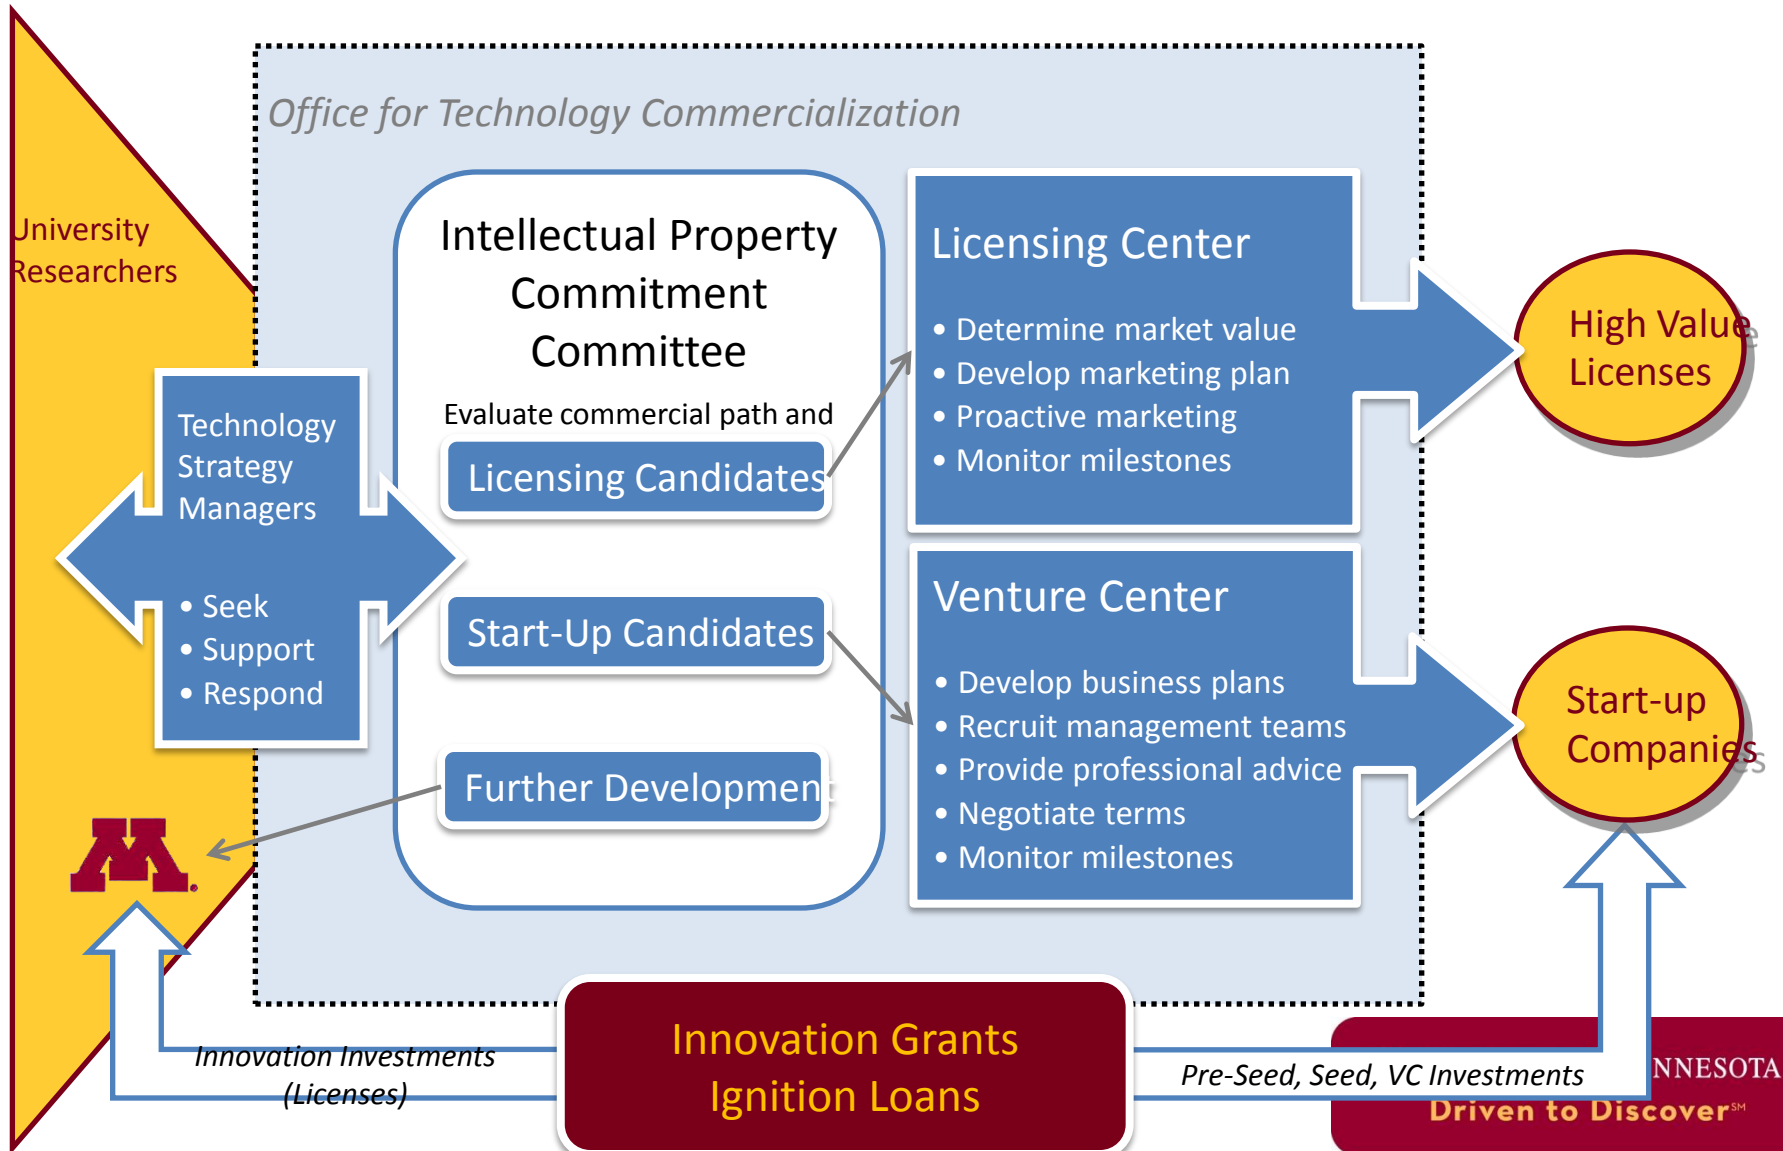 Office for Technology Commercialization
University
Researchers
Technology
Strategy
Managers
• Seek
• Support
• Respond
Intellectual Property
Commitment
Committee
Evaluate commercial path and
Licensing Candidates
Start-Up Candidates
Further Development
Licensing Center
• Determine market value
• Develop marketing plan
• Proactive marketing
• Monitor milestones
Venture Center
• Develop business plans
• Recruit management teams
• Provide professional advice
• Negotiate terms
• Monitor milestones
High Value
Licenses
Start-up
Companies
M
Innovation Investments
(Licenses)
Innovation Grants
Ignition Loans
Pre-Seed, Seed, VC Investments
NNESOTA
Driven to Discover℠